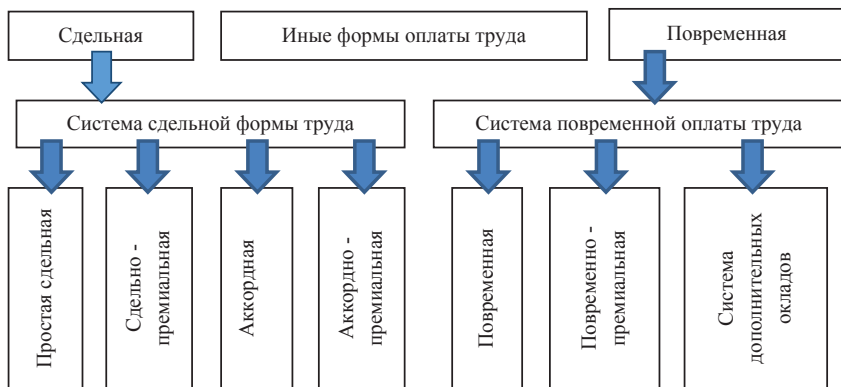 Сдельная
Иные формы оплаты труда
Повременная
Система сдельной формы труда
Система повременной оплаты труда
Простая сдельная
Сдельно -
премиальная
Аккордная
Аккордно -
премиальная
Повременная
Повременно -
премиальная
Система
дополнительных
окладов